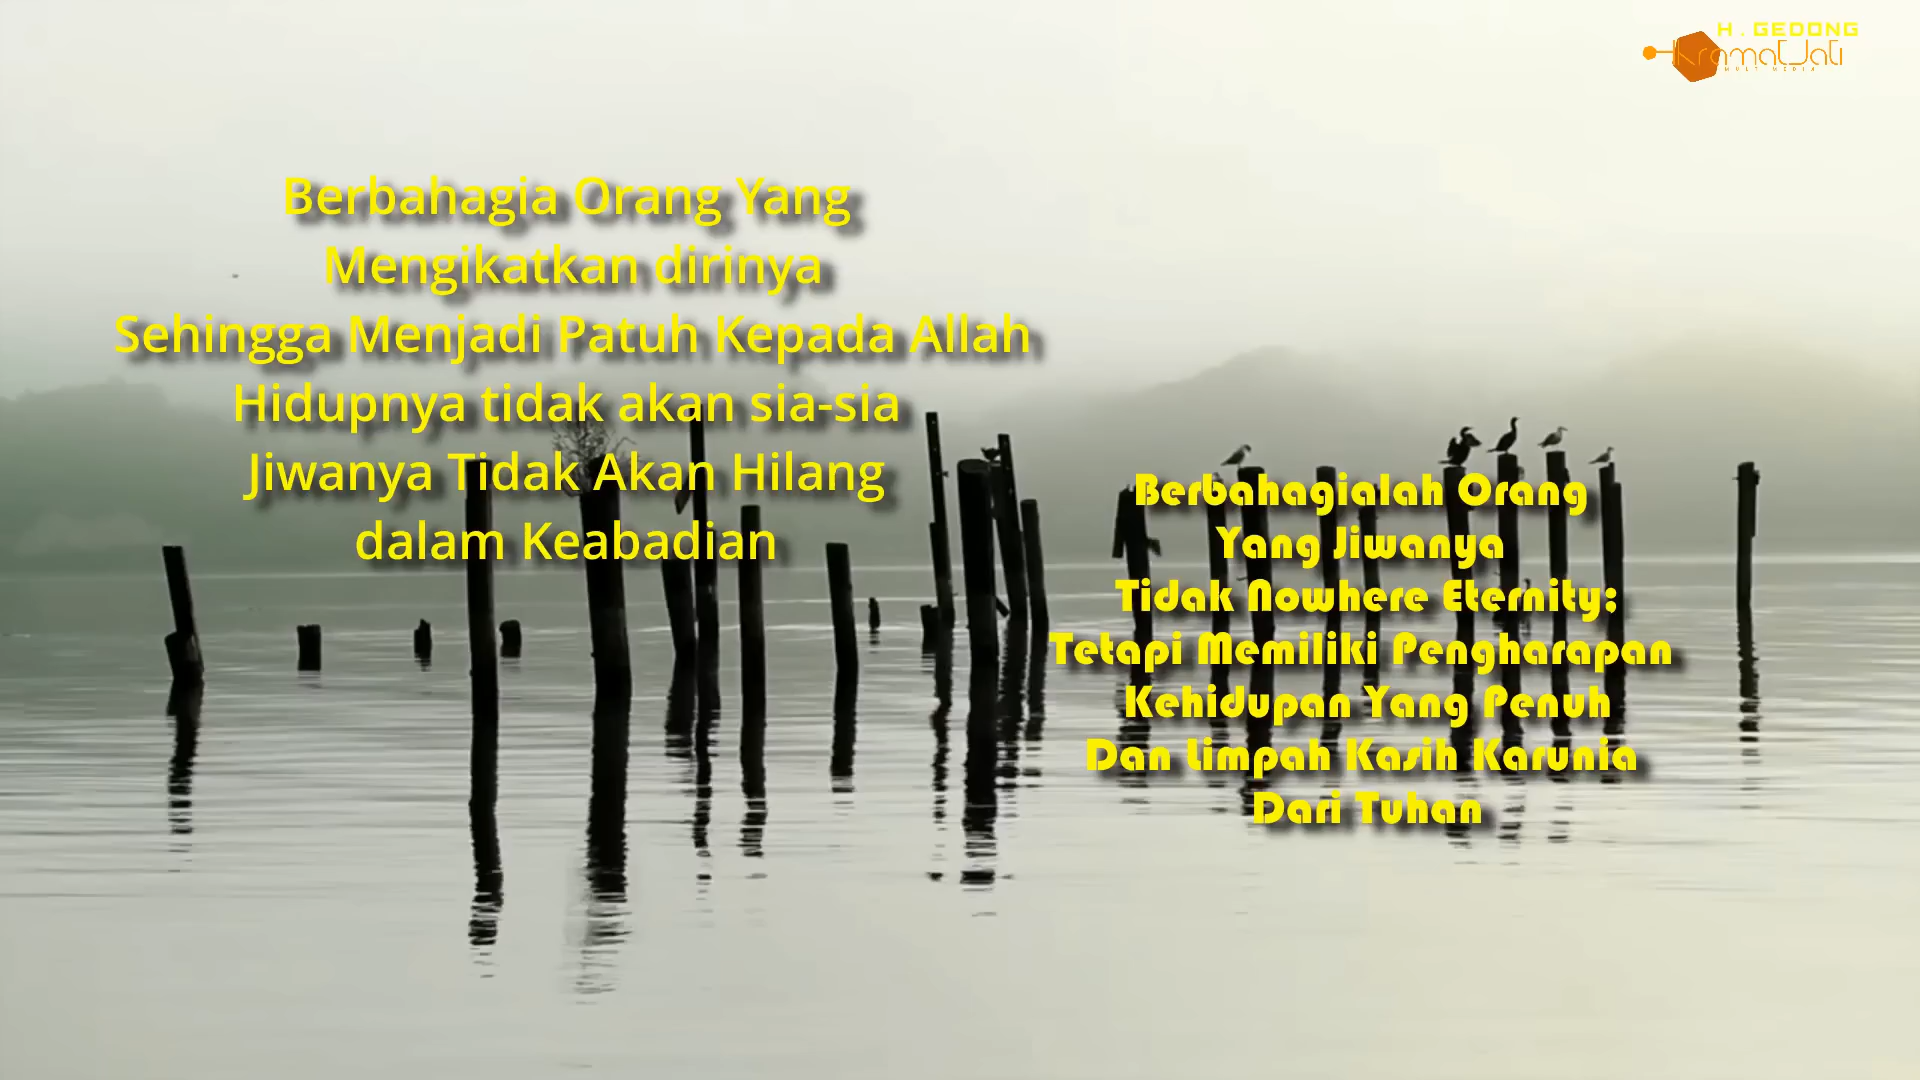 H . GEDONG
KramatJati
MULTIMEDIA
Berbahagia Orang Yang
Mengikatkan dirinya
Sehingga Menjadi Patuh Kepada Allah
Hidupnya tidak akan sia-sia
Jiwanya Tidak Akan Hilang
dalam Keabadian
Berbahagialah Orang
Yang Jiwanya
Tidak Nowhere Eternity;
Tetapi Memiliki Pengharapan
Kehidupan Yang Penuh
Dan Limpah Kasih Karunia
Dari Tuhan